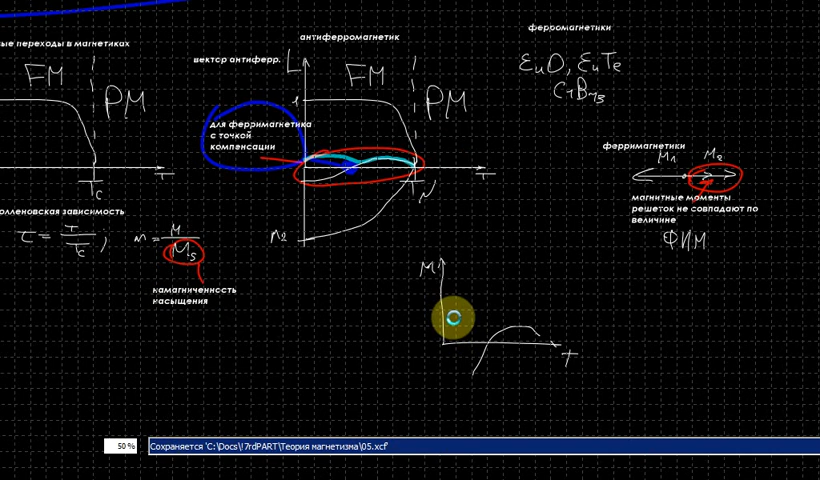 ферромагнетики
антиферромагнетик
ые переходы в магнетиках
вектор антиферр. L
FM
PM
FM
PM
EuO, EuTe
CrBr₃
1
для ферримагнетика
с точкой
компенсации
ферримагнетики
M₁ M₂
T
Tc
T
TN
магнитные моменты
решеток не совпадают по
величине
ФИМ
олленовская зависимость
τ = T/Tc, m = M/Ms
M2
намагниченность
насыщения
M
T
50 %
Сохраняется 'C:\Docs\!7rdPART\Теория магнетизма\05.xcf'